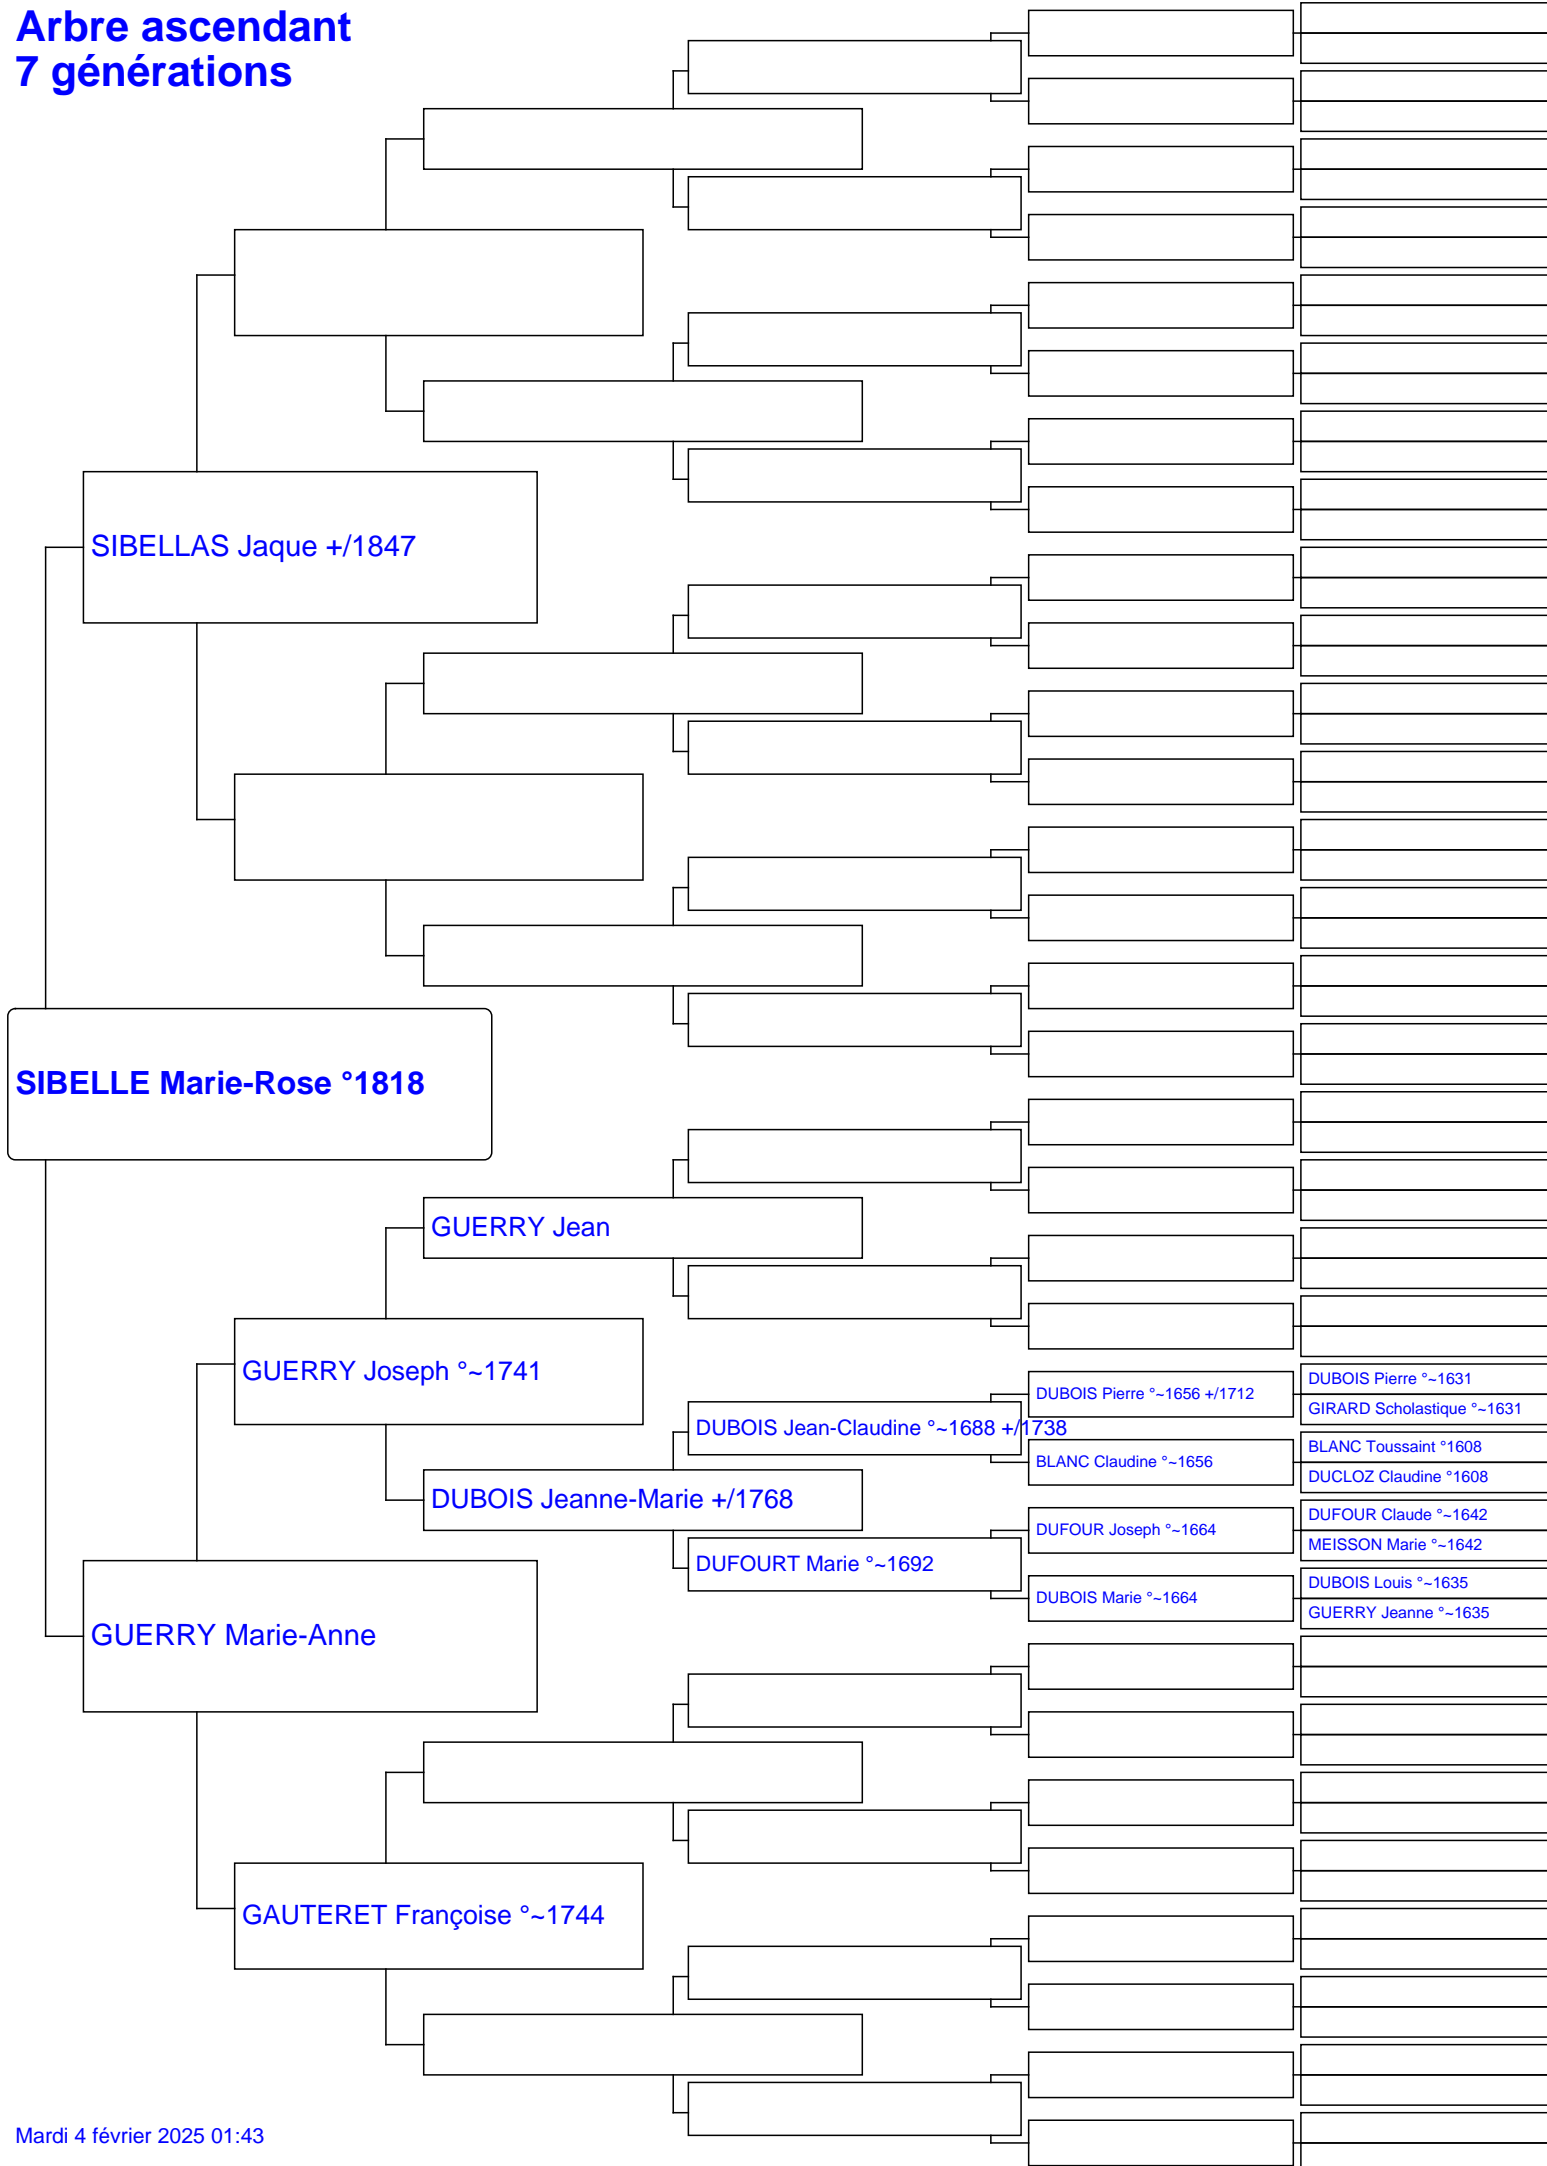 Arbre ascendant
7 générations
SIBELLAS Jaque +/1847
SIBELLE Marie-Rose °1818
GUERRY Jean
GUERRY Joseph °~1741
DUBOIS Pierre °~1631
DUBOIS Pierre °~1656 +/1712
GIRARD Scholastique °~1631
DUBOIS Jean-Claudine °~1688 +/1738
BLANC Toussaint °1608
BLANC Claudine °~1656
DUCLOZ Claudine °1608
DUBOIS Jeanne-Marie +/1768
DUFOUR Claude °~1642
DUFOUR Joseph °~1664
MEISSON Marie °~1642
DUFOURT Marie °~1692
DUBOIS Louis °~1635
DUBOIS Marie °~1664
GUERRY Jeanne °~1635
GUERRY Marie-Anne
GAUTERET Françoise °~1744
Mardi 4 février 2025 01:43